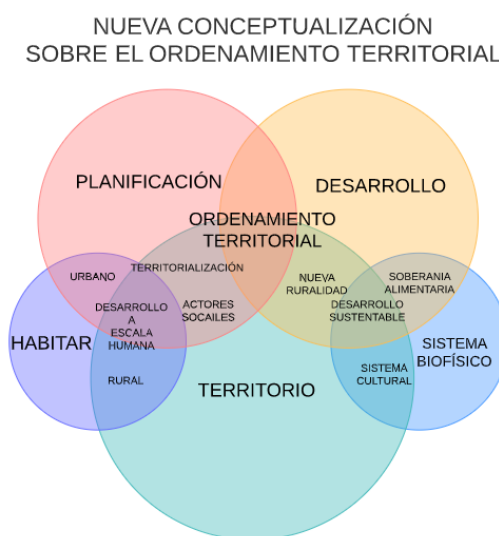 NUEVA CONCEPTUALIZACIÓN
SOBRE EL ORDENAMIENTO TERRITORIAL
PLANIFICACIÓN
DESARROLLO
ORDENAMIENTO
TERRITORIAL
TERRITORIALIZACIÓN
URBANO
NUEVA
RURALIDAD
SOBERANIA
ALIMENTARIA
DESARROLLO
A
ESCALA
HUMANA
ACTORES
SOCAILES
DESARROLLO
SUSTENTABLE
HABITAR
SISTEMA
BIOFÍSICO
RURAL
TERRITORIO
SISTEMA
CULTURAL